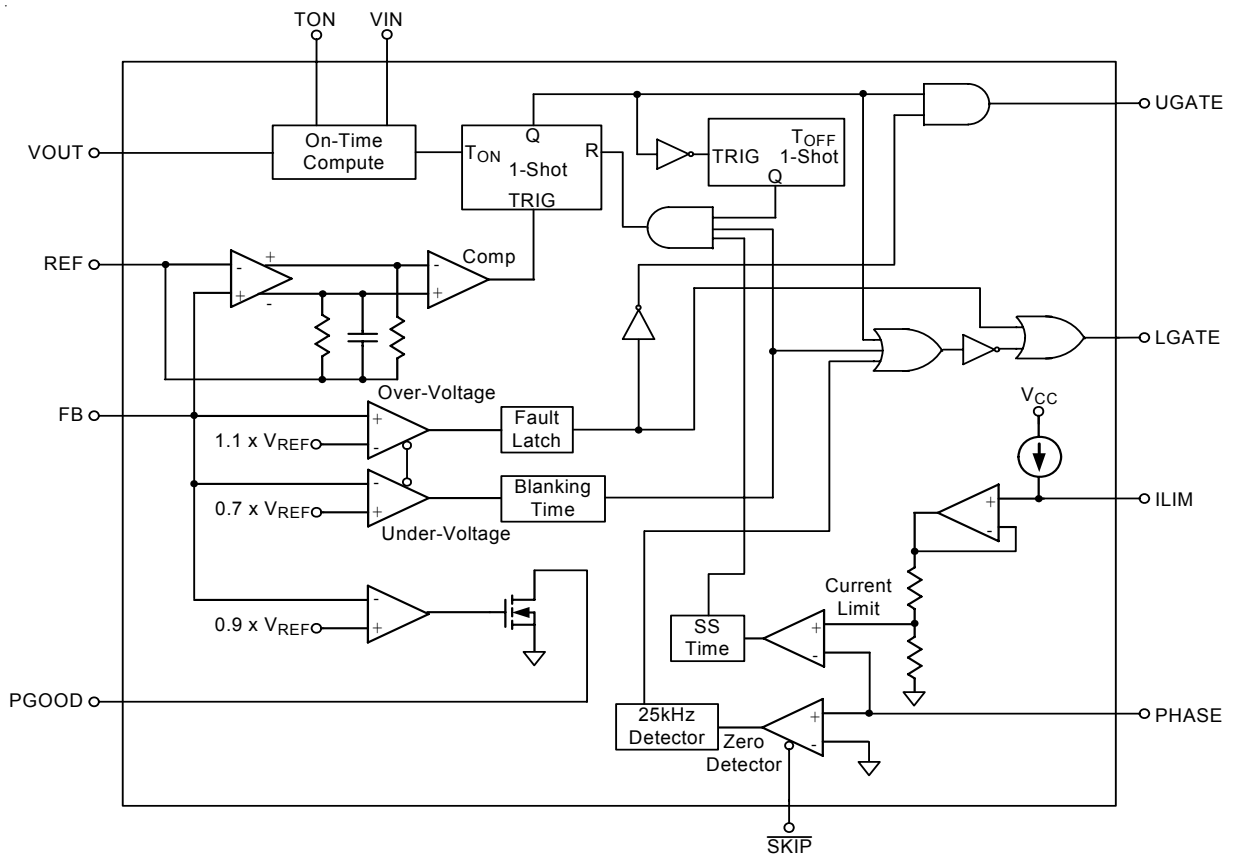 TON VIN
UGATE
VOUT
On-Time
Compute
Q
TON
1-Shot
R
TRIG
TOFF
TRIG 1-Shot
Q
REF
- +
+ -
Comp
-
+
LGATE
FB
Over-Voltage
+
1.1 x VREF
-
Fault
Latch
VCC
-
0.7 x VREF
+
Under-Voltage
Blanking
Time
+
-
ILIM
Current
Limit
-
0.9 x VREF
+
SS
Time
+
-
PGOOD
25kHz
Detector
Zero
Detector
+
-
PHASE
SKIP